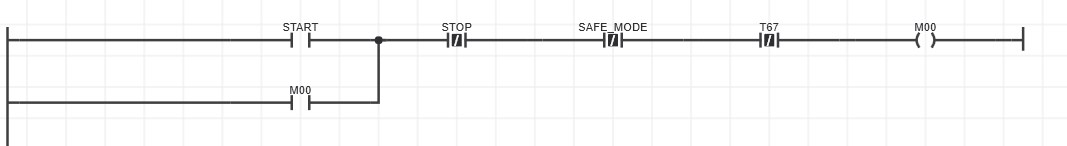 START STOP SAFE_MODE T67 M00
M00